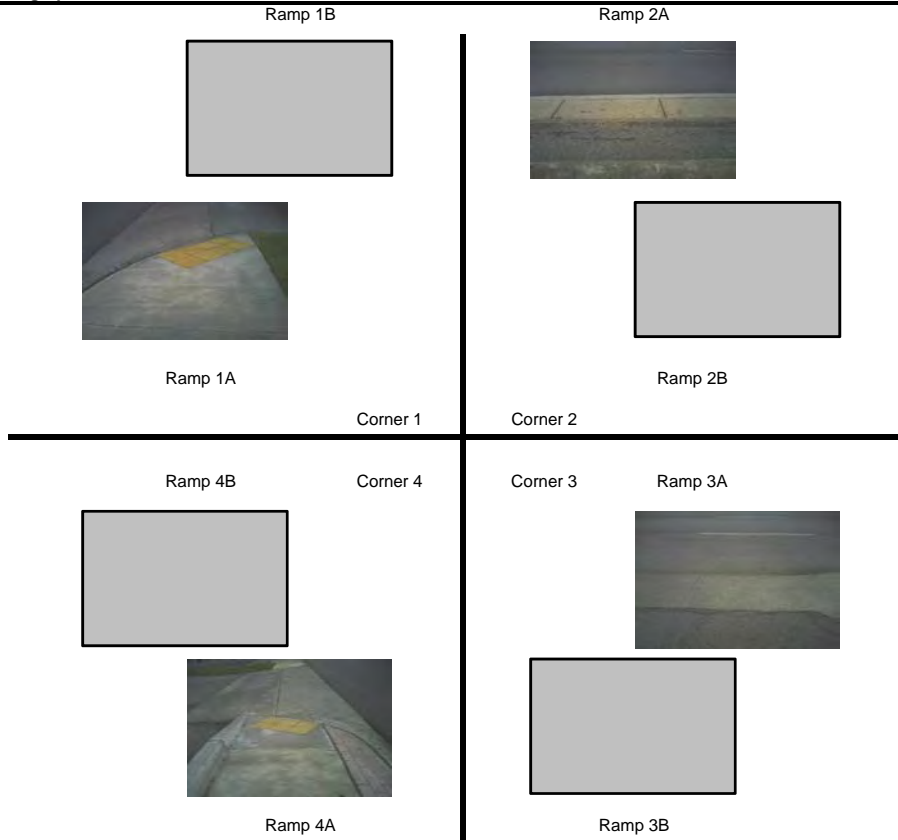 Ramp 1B
Ramp 2A
Ramp 1A
Ramp 2B
Corner 1
Corner 2
Ramp 4B
Corner 4
Corner 3
Ramp 3A
Ramp 4A
Ramp 3B